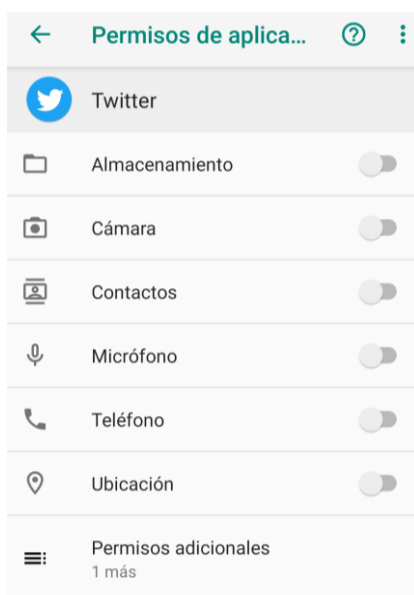 Permisos de aplica...
Twitter
Almacenamiento
Cámara
Contactos
Micrófono
Teléfono
Ubicación
Permisos adicionales
1 más